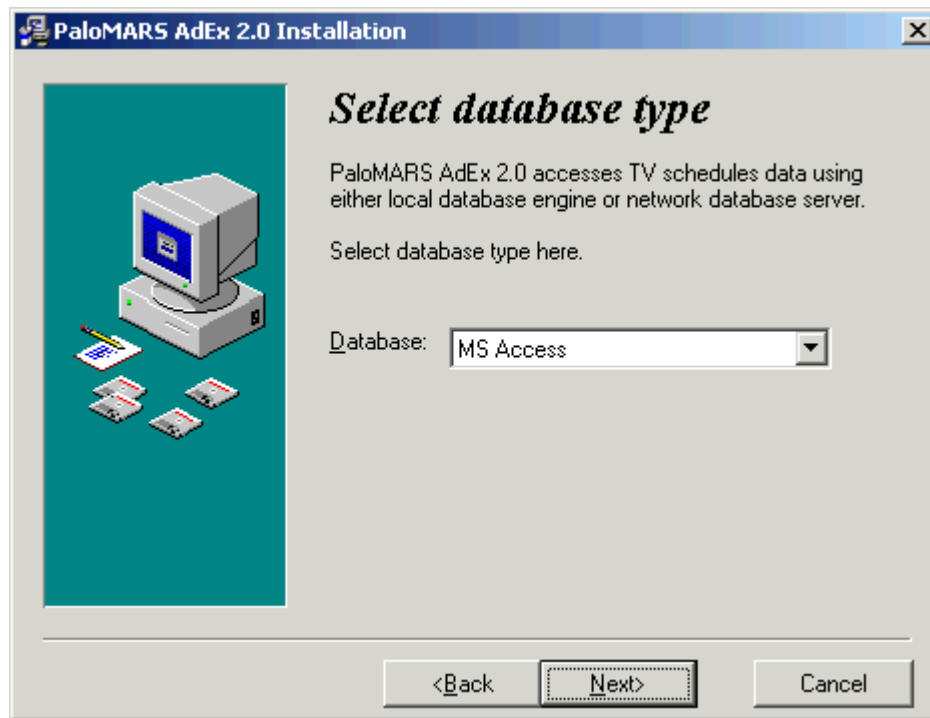 PaloMARS AdEx 2.0 Installation
Select database type
PaloMARS AdEx 2.0 accesses TV schedules data using
either local database engine or network database server.
Select database type here.
Database: MS Access
<Back Next> Cancel